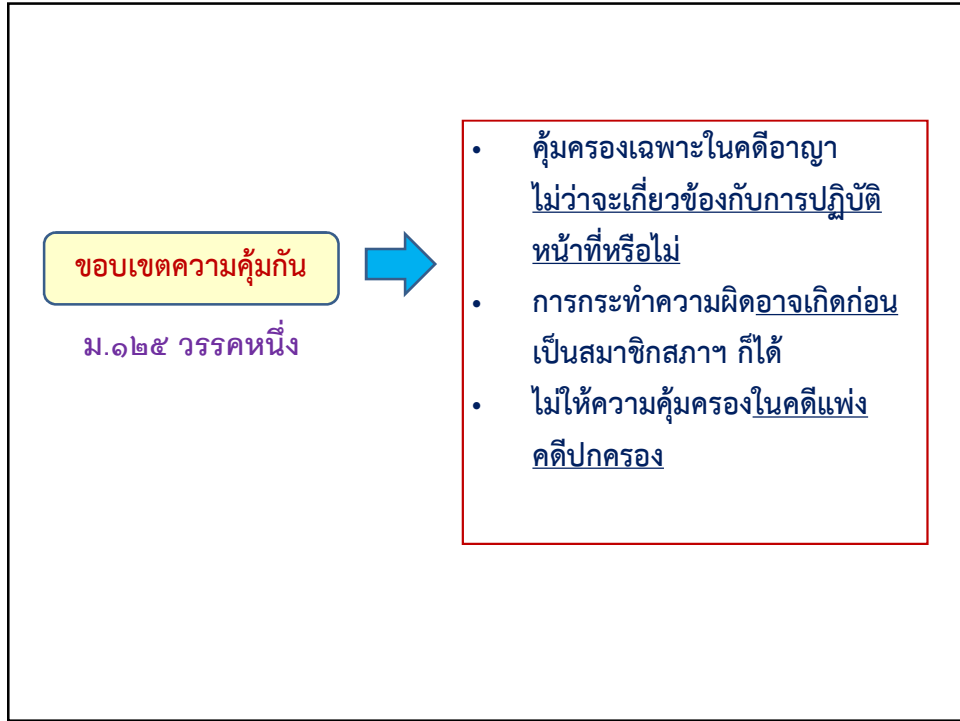 ขอบเขตความคุ้มกัน
ม.๑๒๕ วรรคหนึ่ง
• คุ้มครองเฉพาะในคดีอาญา
ไม่ว่าจะเกี่ยวข้องกับการปฏิบัติ
หน้าที่หรือไม่
• การกระทำความผิดอาจเกิดก่อน
เป็นสมาชิกสภาฯ ก็ได้
• ไม่ให้ความคุ้มครองในคดีแพ่ง
คดีปกครอง